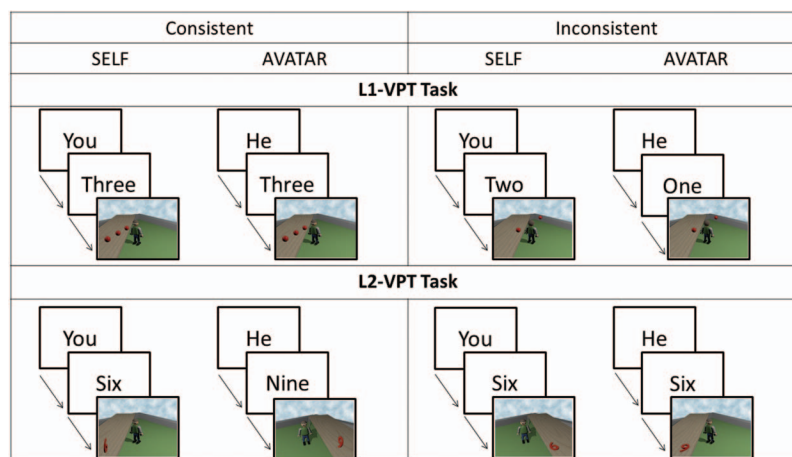 Consistent Inconsistent
SELF AVATAR SELF AVATAR
L1-VPT Task
You He You He
Three Three Two One
L2-VPT Task
You He You He
Six Nine Six Six